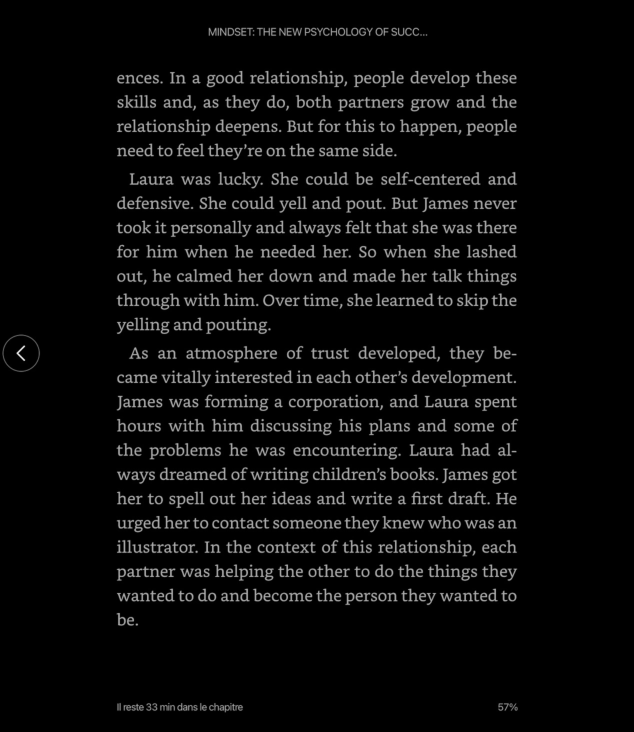 MINDSET: THE NEW PSYCHOLOGY OF SUCC...
ences. In a good relationship, people develop these
skills and, as they do, both partners grow and the
relationship deepens. But for this to happen, people
need to feel they’re on the same side.
Laura was lucky. She could be self-centered and
defensive. She could yell and pout. But James never
took it personally and always felt that she was there
for him when he needed her. So when she lashed
out, he calmed her down and made her talk things
through with him. Over time, she learned to skip the
yelling and pouting.
As an atmosphere of trust developed, they be-
came vitally interested in each other’s development.
James was forming a corporation, and Laura spent
hours with him discussing his plans and some of
the problems he was encountering. Laura had al-
ways dreamed of writing children’s books. James got
her to spell out her ideas and write a first draft. He
urged her to contact someone they knew who was an
illustrator. In the context of this relationship, each
partner was helping the other to do the things they
wanted to do and become the person they wanted to
be.
Il reste 33 min dans le chapitre
57%